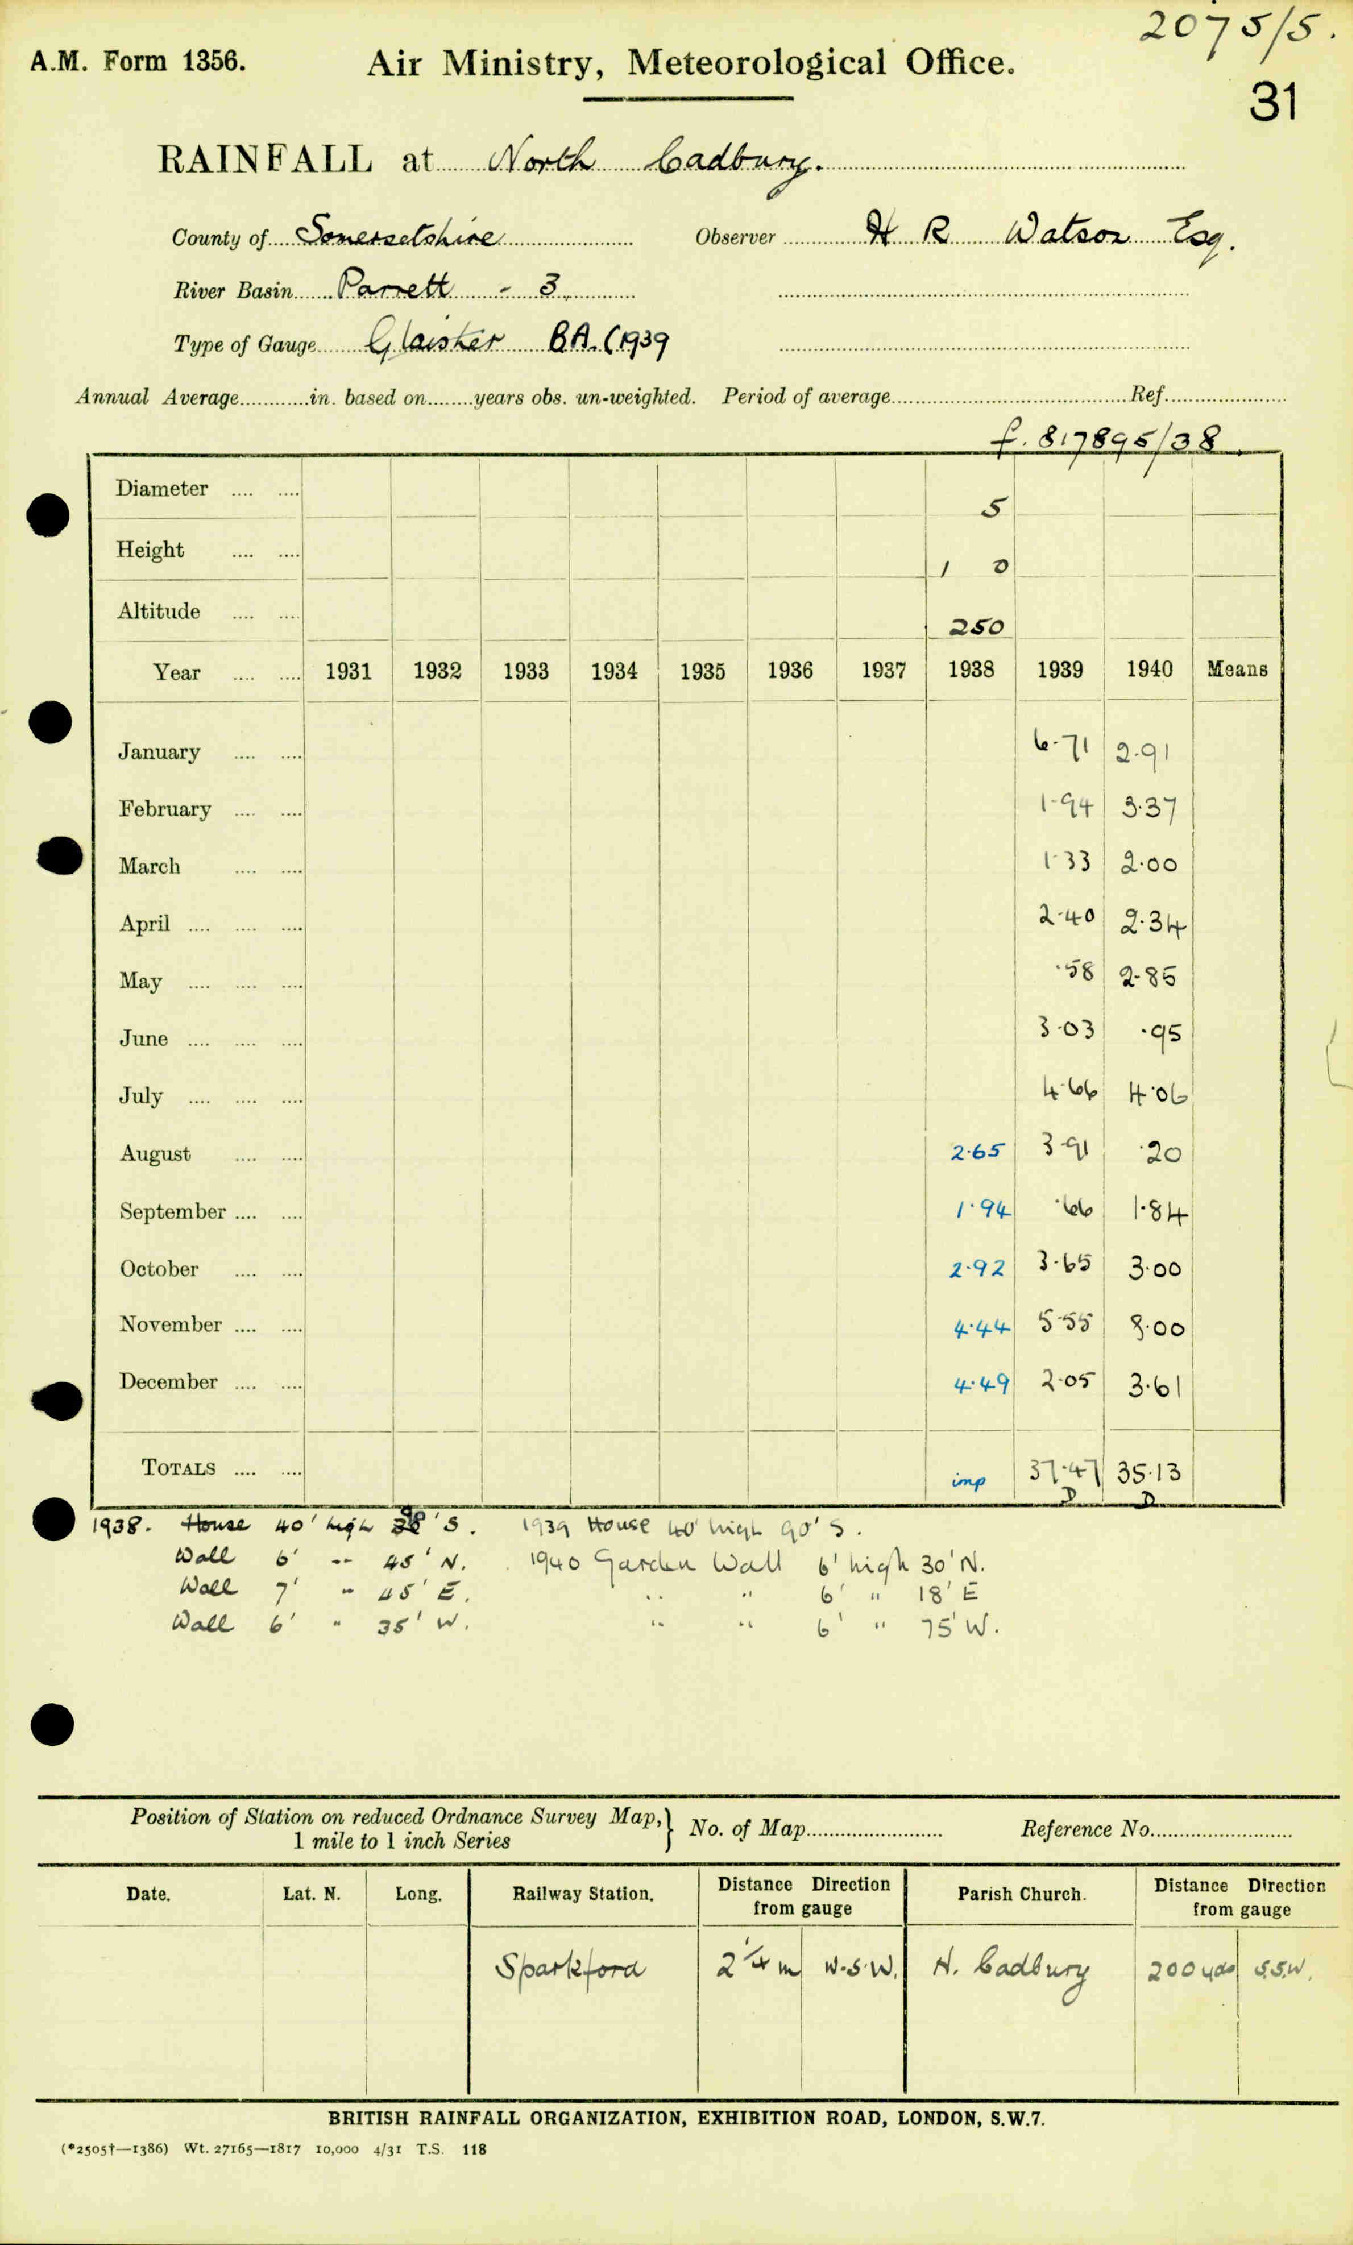 2075/5.
A.M. Form 1356. Air Ministry, Meteorological Office.
31
RAINFALL at North Cadbury.
County of Somersetshire Observer H R Watson Esq.
River Basin Parrett - 3.
Type of Gauge Glaisher BA. (1939
Annual Average............in. based on........years obs. un-weighted. Period of average........ Ref........
f. 817895/38.
Diameter .... .... 5
Height .... .... 1 0
Altitude .... .... 250
Year .... .... 1931 1932 1933 1934 1935 1936 1937 1938 1939 1940 Means
January .... .... 6.71 2.91
February .... .... 1.94 3.37
March .... .... 1.33 2.00
April .... .... .... 2.40 2.34
May .... .... .... .58 2.85
June .... .... .... 3.03 .95
July .... .... .... 4.66 4.06
August .... .... 2.65 3.91 .20
September .... .... 1.94 .66 1.84
October .... .... 2.92 3.65 3.00
November .... .... 4.44 5.55 8.00
December .... .... 4.49 2.05 3.61
TOTALS .... .... imp 37.47 35.13
D D
1938. House 40' high 38' S. 1939 House 40' high 90' S.
Wall 6' -- 45' N. 1940 Garden Wall 6' high 30' N.
Wall 7' " 45' E. " " 6' " 18' E
Wall 6' " 35' W. " " 6' " 75' W.
Position of Station on reduced Ordnance Survey Map,} No. of Map........ Reference No........
1 mile to 1 inch Series
Date. Lat. N. Long. Railway Station. Distance Direction from gauge Parish Church. Distance Direction from gauge
Sparkford 2 1/4 m W.S.W. N. Cadbury 200 yds S.S.W.
BRITISH RAINFALL ORGANIZATION, EXHIBITION ROAD, LONDON, S.W.7.
(*2505†—1386) Wt. 27165—1817 10,000 4/31 T.S. 118